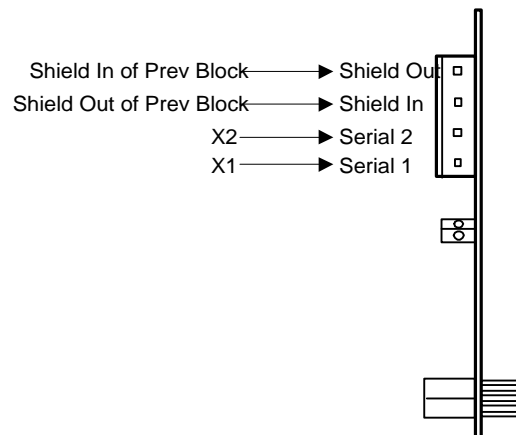 Shield In of Prev Block Shield Out
Shield Out of Prev Block Shield In
X2 Serial 2
X1 Serial 1